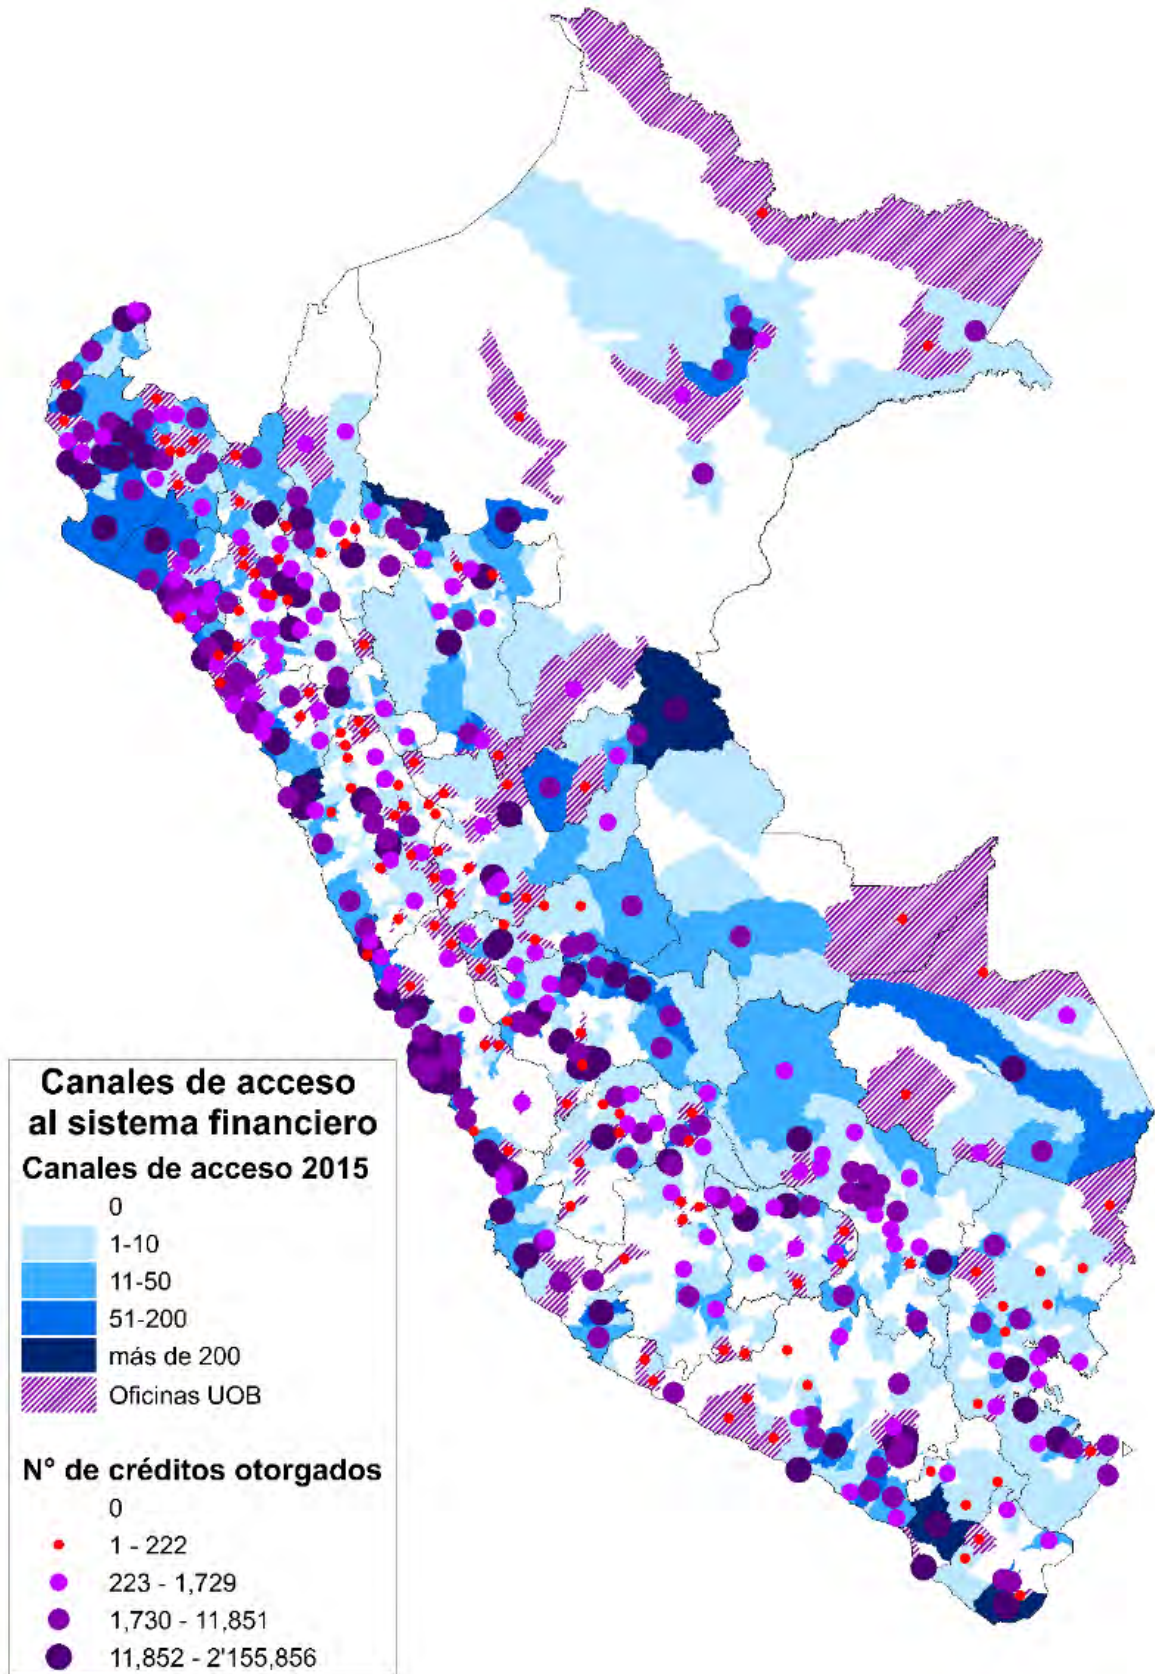 Canales de acceso
al sistema financiero
Canales de acceso 2015
0
1-10
11-50
51-200
más de 200
Oficinas UOB
N° de créditos otorgados
0
1 - 222
223 - 1,729
1,730 - 11,851
11,852 - 2'155,856